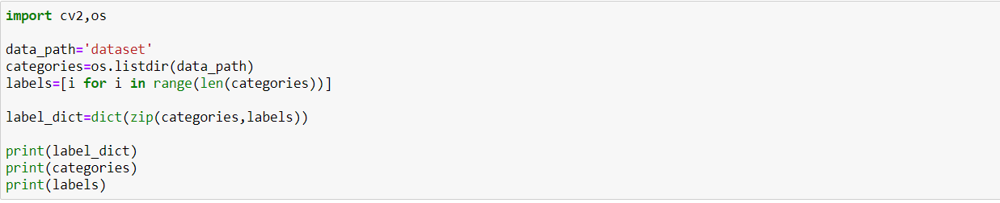 import cv2,os
data_path='dataset'
categories=os.listdir(data_path)
labels=[i for i in range(len(categories))]
label_dict=dict(zip(categories,labels))
print(label_dict)
print(categories)
print(labels)